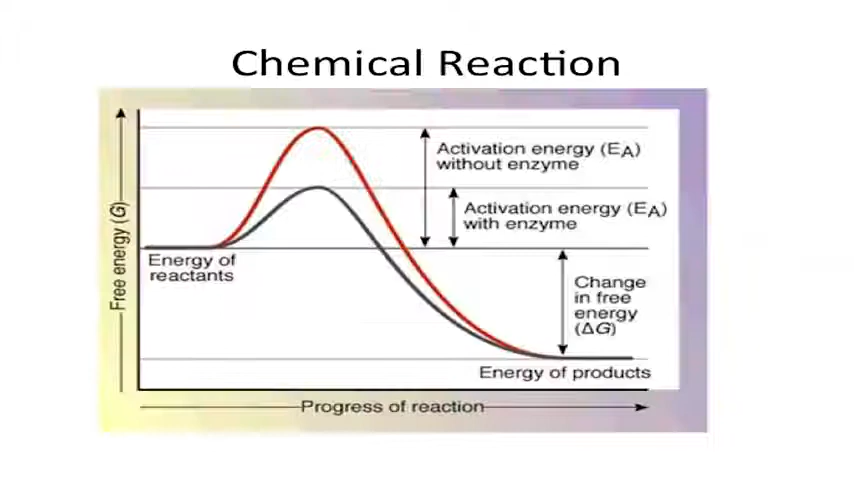 Chemical Reaction
Activation energy (EA)
without enzyme
Activation energy (EA)
with enzyme
Free energy (G)
Energy of
reactants
Change
in free
energy
(ΔG)
Energy of products
Progress of reaction